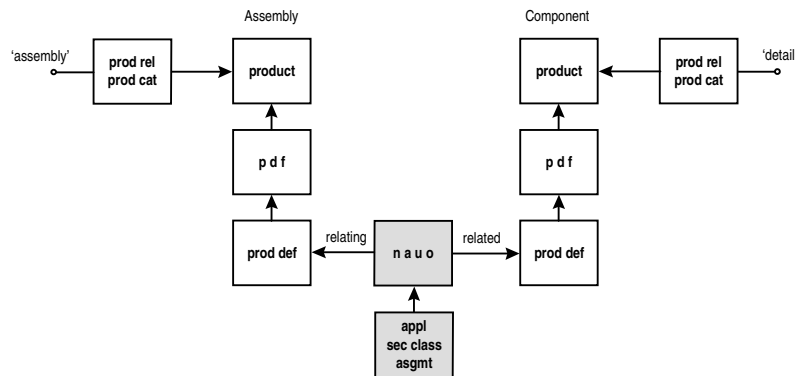 Assembly
Component
'assembly'
prod rel
prod cat
product
product
prod rel
prod cat
'detail
p d f
p d f
prod def
relating
n a u o
related
prod def
appl
sec class
asgmt